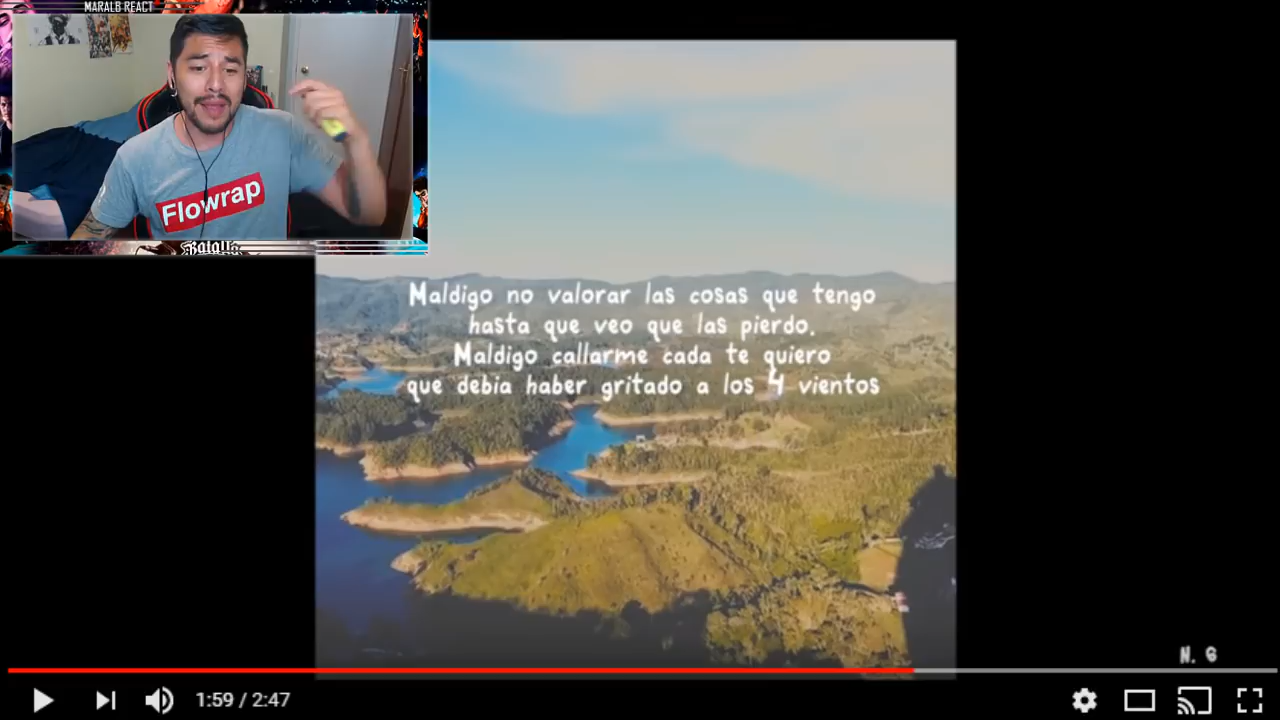 MARALB REACT
Flowrap
Maldigo no valorar las cosas que tengo
hasta que veo que las pierdo.
Maldigo callarme cada te quiero
que debia haber gritado a los 4 vientos
N. G
1:59 / 2:47